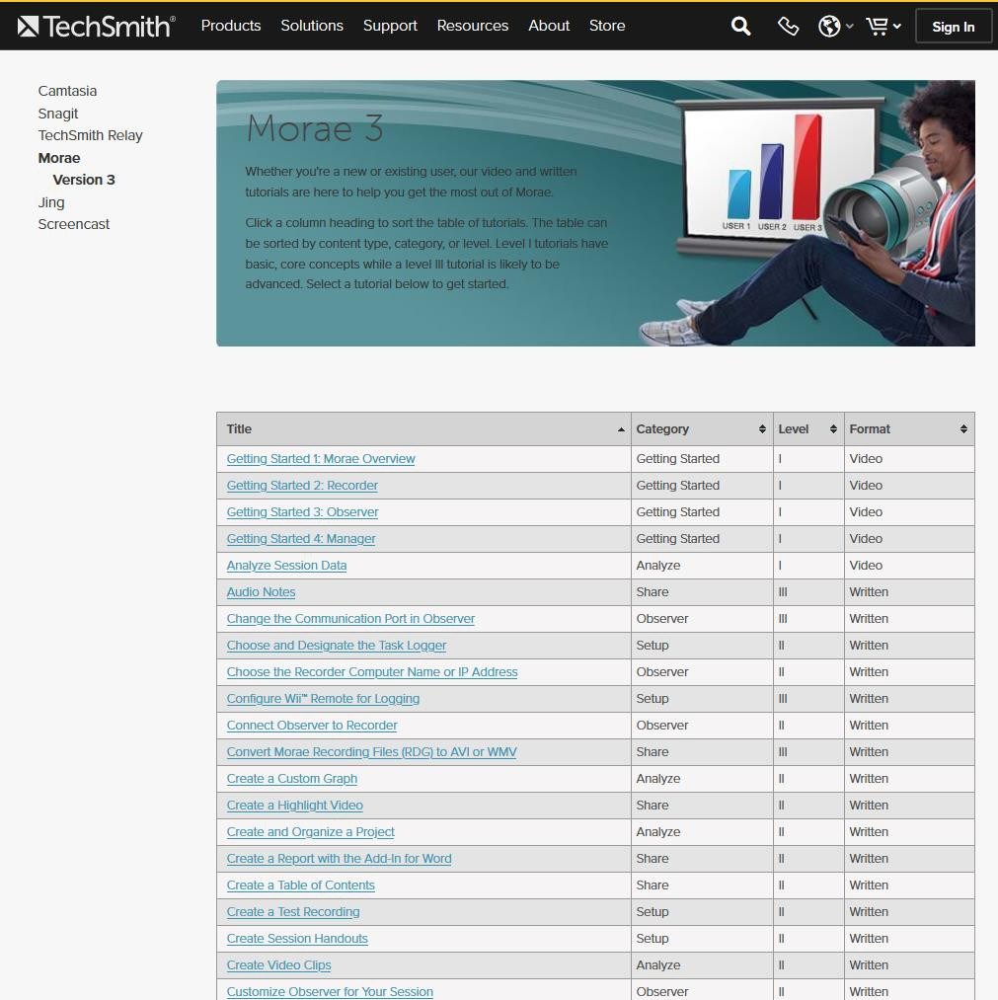 TechSmith® Products Solutions Support Resources About Store Sign In
Camtasia
Snagit
TechSmith Relay
Morae
Version 3
Jing
Screencast
Morae 3
Whether you're a new or existing user, our video and written
tutorials are here to help you get the most out of Morae.
Click a column heading to sort the table of tutorials. The table can
be sorted by content type, category, or level. Level I tutorials have
basic, core concepts while a level III tutorial is likely to be
advanced. Select a tutorial below to get started.
USER 1 USER 2 USER 3
Title Category Level Format
Getting Started 1: Morae Overview Getting Started I Video
Getting Started 2: Recorder Getting Started I Video
Getting Started 3: Observer Getting Started I Video
Getting Started 4: Manager Getting Started I Video
Analyze Session Data Analyze I Video
Audio Notes Share III Written
Change the Communication Port in Observer Observer III Written
Choose and Designate the Task Logger Setup II Written
Choose the Recorder Computer Name or IP Address Observer II Written
Configure Wii™ Remote for Logging Setup III Written
Connect Observer to Recorder Observer II Written
Convert Morae Recording Files (RDG) to AVI or WMV Share III Written
Create a Custom Graph Analyze II Written
Create a Highlight Video Share II Written
Create and Organize a Project Analyze II Written
Create a Report with the Add-In for Word Share II Written
Create a Table of Contents Share II Written
Create a Test Recording Setup II Written
Create Session Handouts Setup II Written
Create Video Clips Analyze II Written
Customize Observer for Your Session Observer II Written